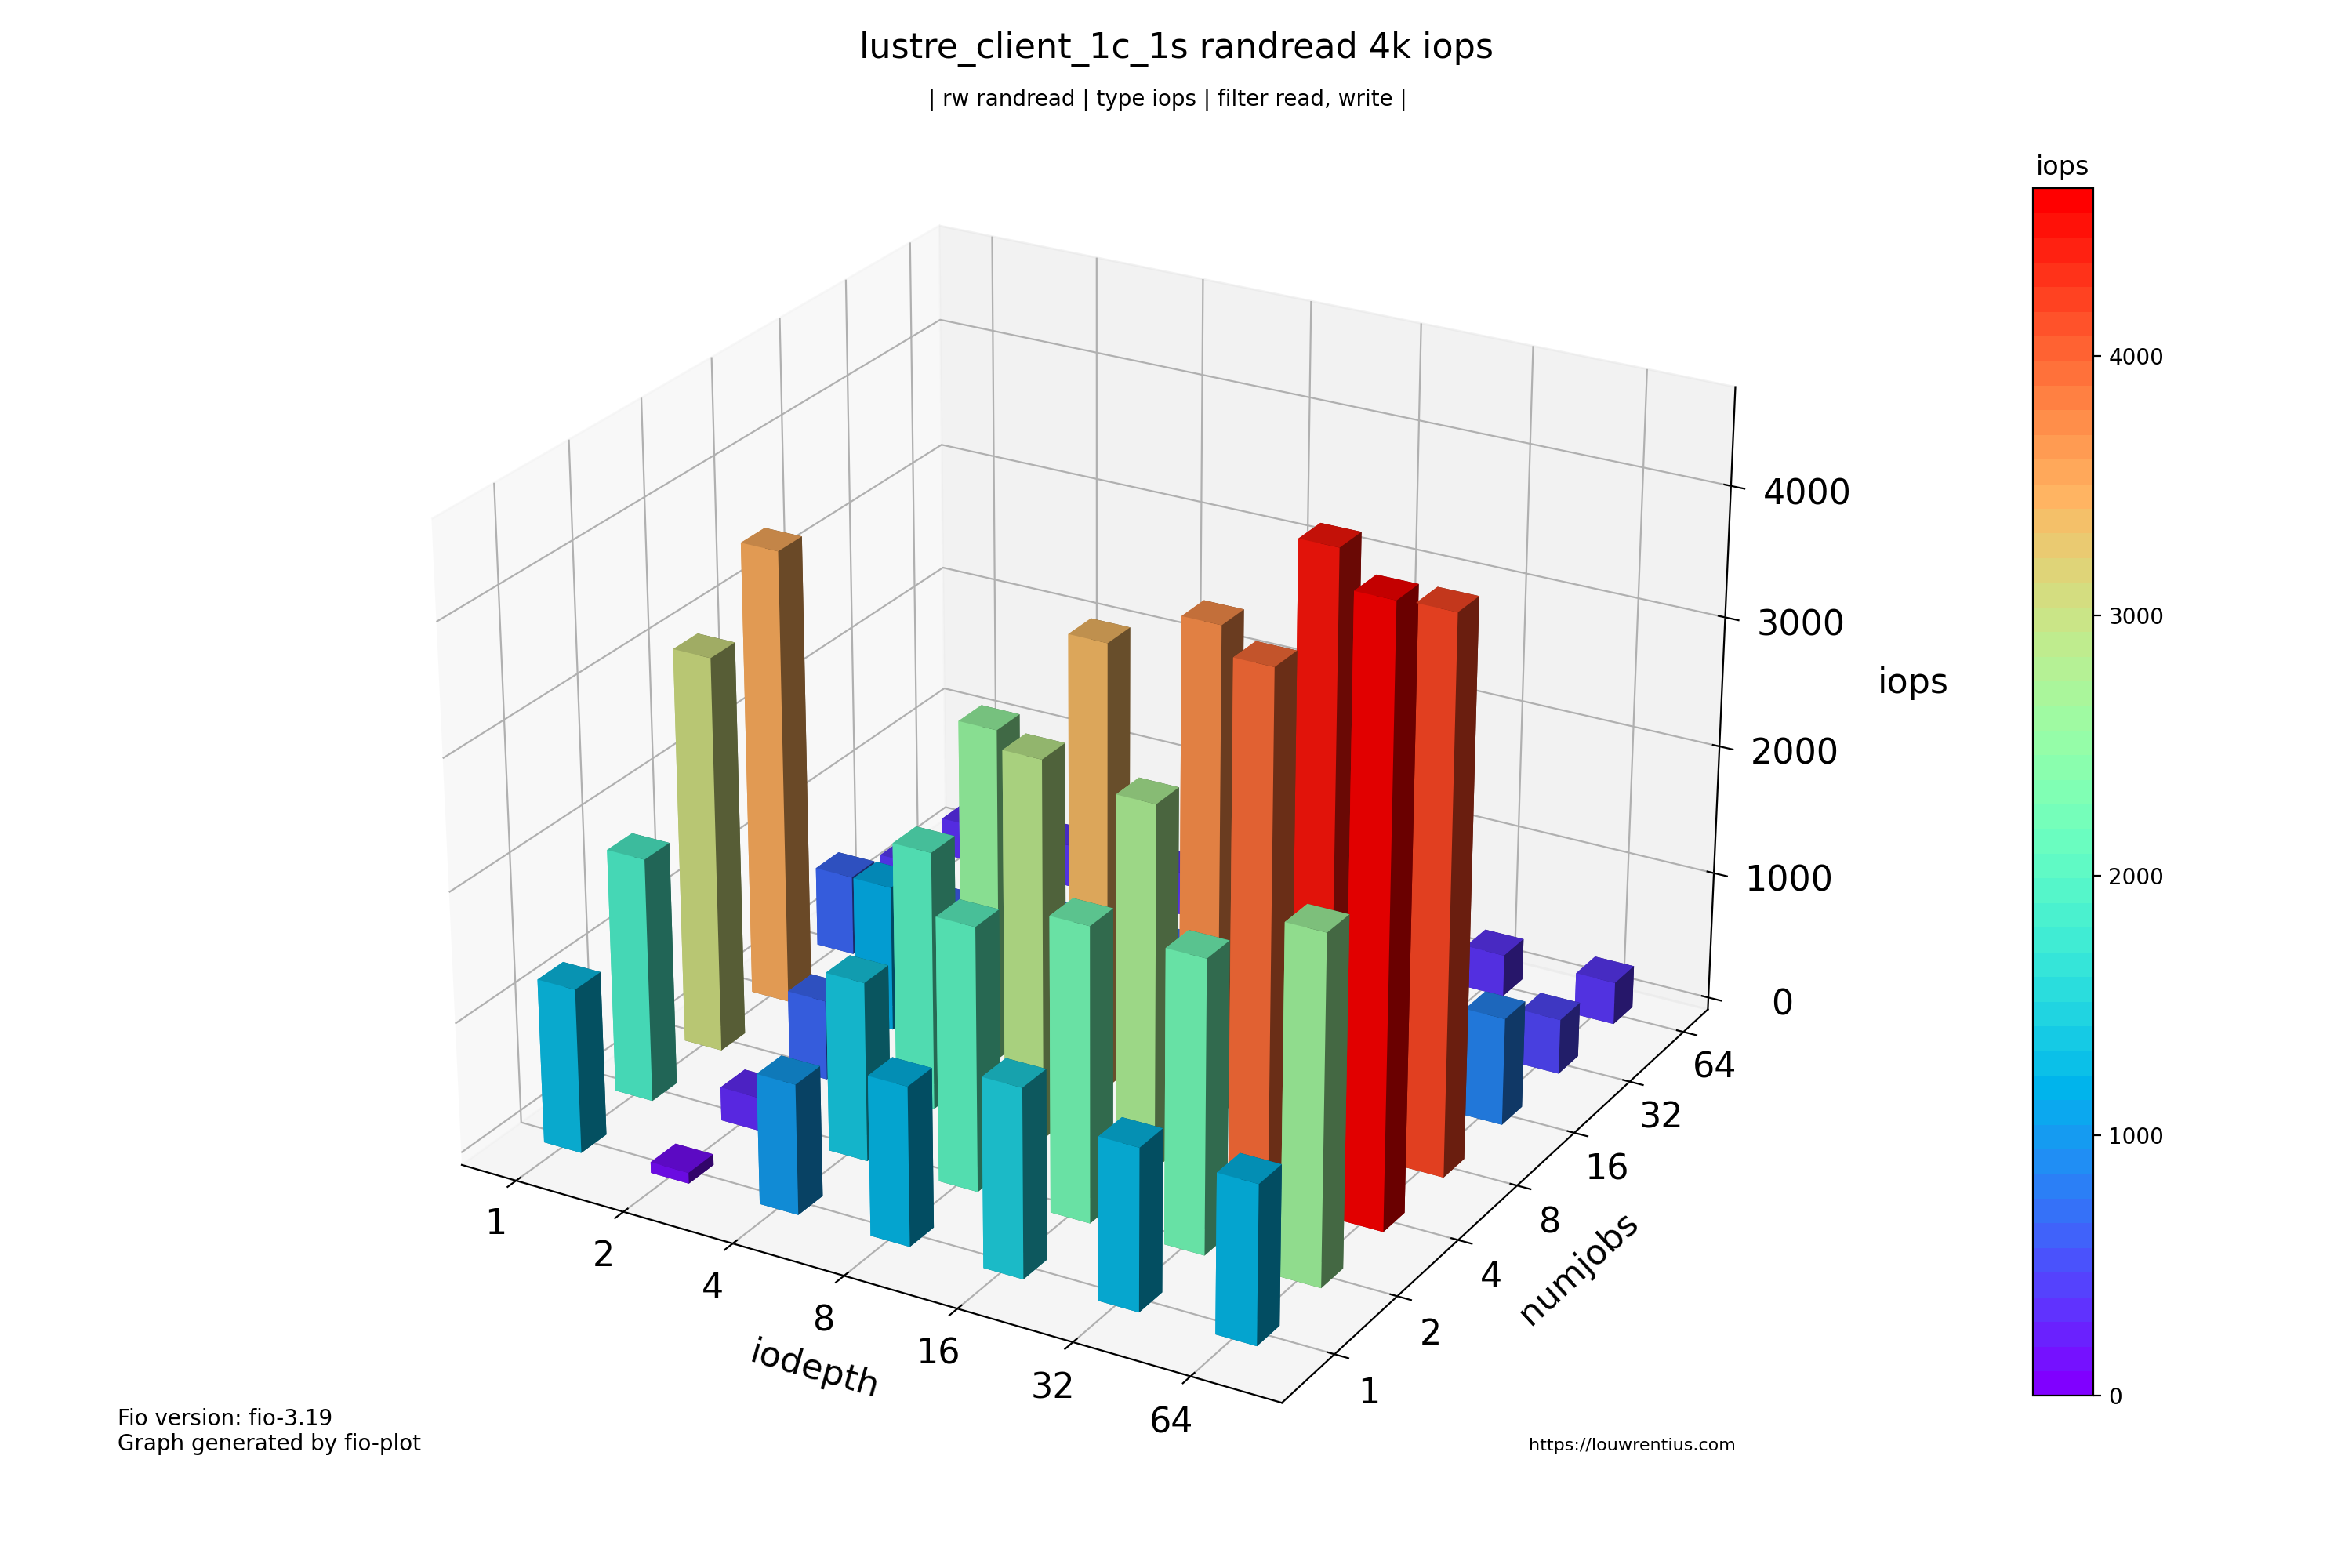 lustre_client_1c_1s randread 4k iops
| rw randread | type iops | filter read, write |
iops
4000
3000
2000
1000
0
4000
3000
2000
1000
0
iops
64
32
16
8
4
2
1
numjobs
1
2
4
8
16
32
64
iodepth
Fio version: fio-3.19
Graph generated by fio-plot
https://louwrentius.com